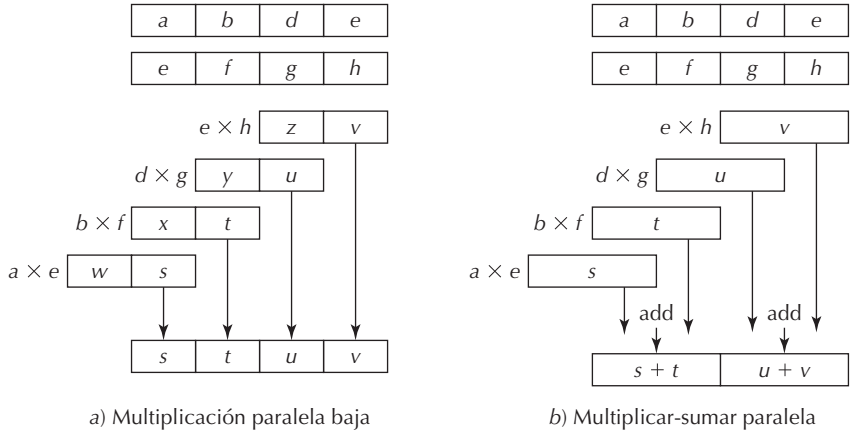 a b d e
e f g h
e × h z v
d × g y u
b × f x t
a × e w s
s t u v
a) Multiplicación paralela baja
a b d e
e f g h
e × h v
d × g u
b × f t
a × e s
add add
s + t u + v
b) Multiplicar-sumar paralela